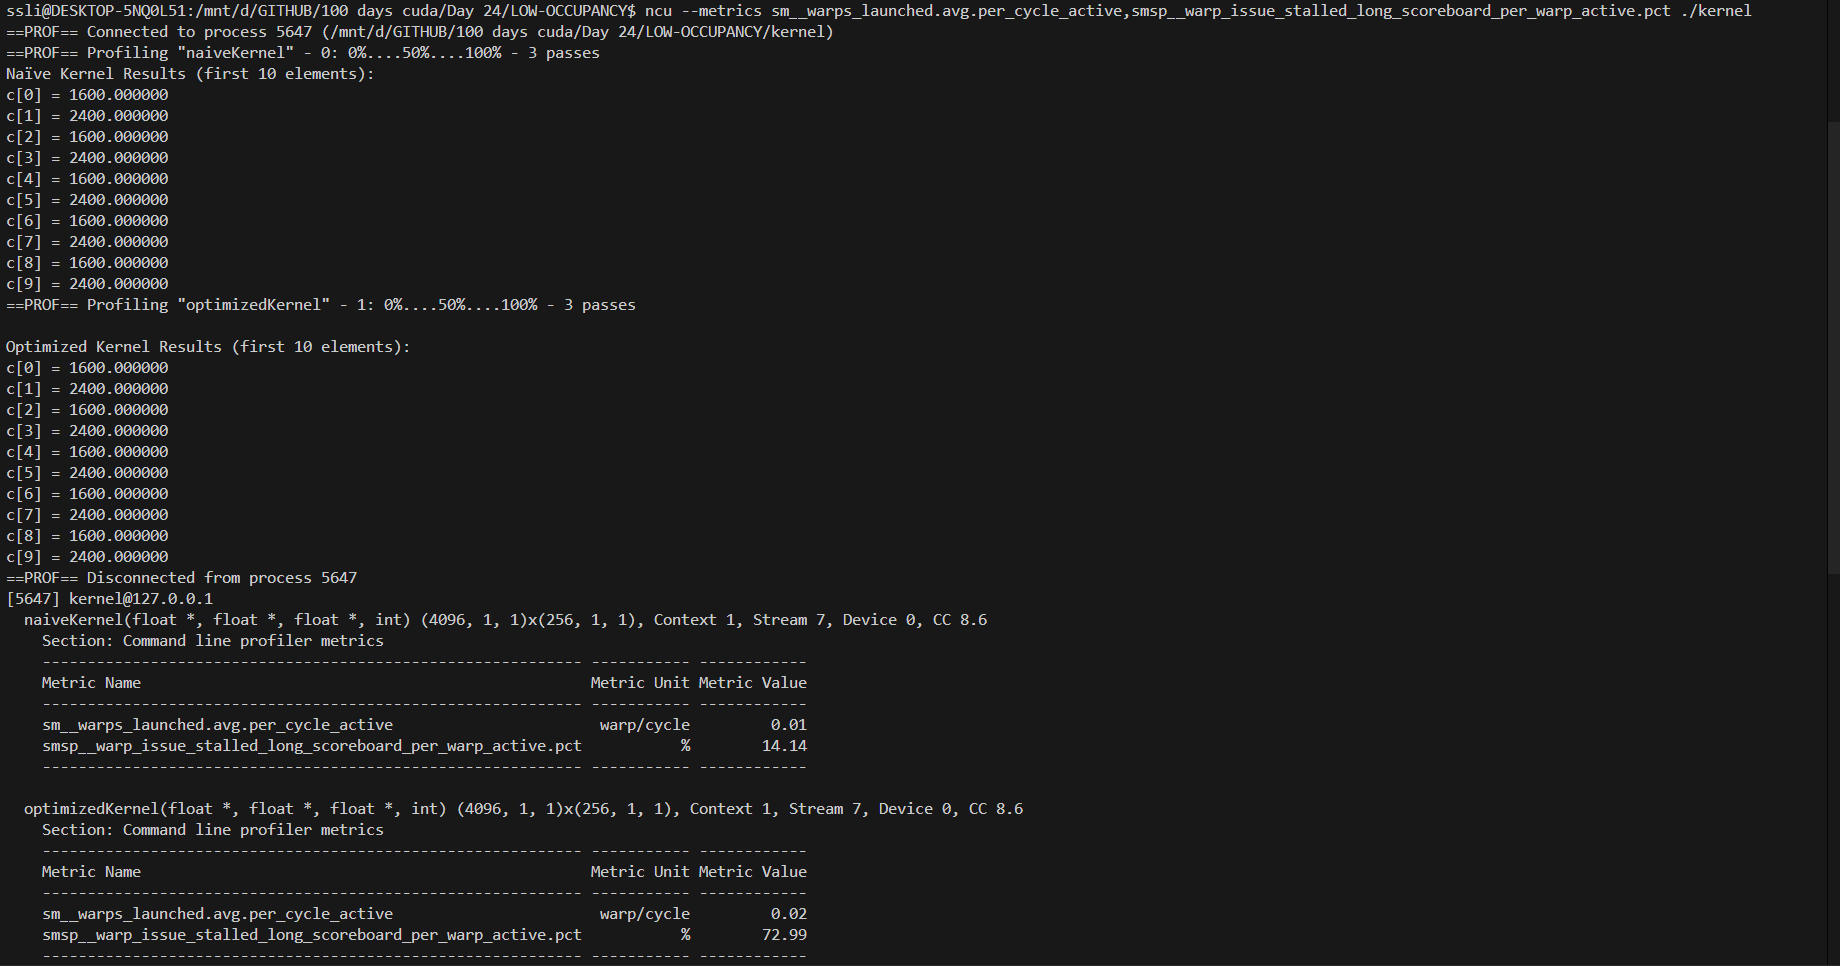 ssli@DESKTOP-5NQ0L51:/mnt/d/GITHUB/100 days cuda/Day 24/LOW-OCCUPANCY$ ncu --metrics sm__warps_launched.avg.per_cycle_active,smsp__warp_issue_stalled_long_scoreboard_per_warp_active.pct ./kernel
==PROF== Connected to process 5647 (/mnt/d/GITHUB/100 days cuda/Day 24/LOW-OCCUPANCY/kernel)
==PROF== Profiling "naiveKernel" - 0: 0%....50%....100% - 3 passes
Naïve Kernel Results (first 10 elements):
c[0] = 1600.000000
c[1] = 2400.000000
c[2] = 1600.000000
c[3] = 2400.000000
c[4] = 1600.000000
c[5] = 2400.000000
c[6] = 1600.000000
c[7] = 2400.000000
c[8] = 1600.000000
c[9] = 2400.000000
==PROF== Profiling "optimizedKernel" - 1: 0%....50%....100% - 3 passes
Optimized Kernel Results (first 10 elements):
c[0] = 1600.000000
c[1] = 2400.000000
c[2] = 1600.000000
c[3] = 2400.000000
c[4] = 1600.000000
c[5] = 2400.000000
c[6] = 1600.000000
c[7] = 2400.000000
c[8] = 1600.000000
c[9] = 2400.000000
==PROF== Disconnected from process 5647
[5647] kernel@127.0.0.1
naiveKernel(float *, float *, float *, int) (4096, 1, 1)x(256, 1, 1), Context 1, Stream 7, Device 0, CC 8.6
Section: Command line profiler metrics
------------------------------------------------------------ ----------- ------------
Metric Name Metric Unit Metric Value
------------------------------------------------------------ ----------- ------------
sm__warps_launched.avg.per_cycle_active warp/cycle 0.01
smsp__warp_issue_stalled_long_scoreboard_per_warp_active.pct % 14.14
------------------------------------------------------------ ----------- ------------
optimizedKernel(float *, float *, float *, int) (4096, 1, 1)x(256, 1, 1), Context 1, Stream 7, Device 0, CC 8.6
Section: Command line profiler metrics
------------------------------------------------------------ ----------- ------------
Metric Name Metric Unit Metric Value
------------------------------------------------------------ ----------- ------------
sm__warps_launched.avg.per_cycle_active warp/cycle 0.02
smsp__warp_issue_stalled_long_scoreboard_per_warp_active.pct % 72.99
------------------------------------------------------------ ----------- ------------